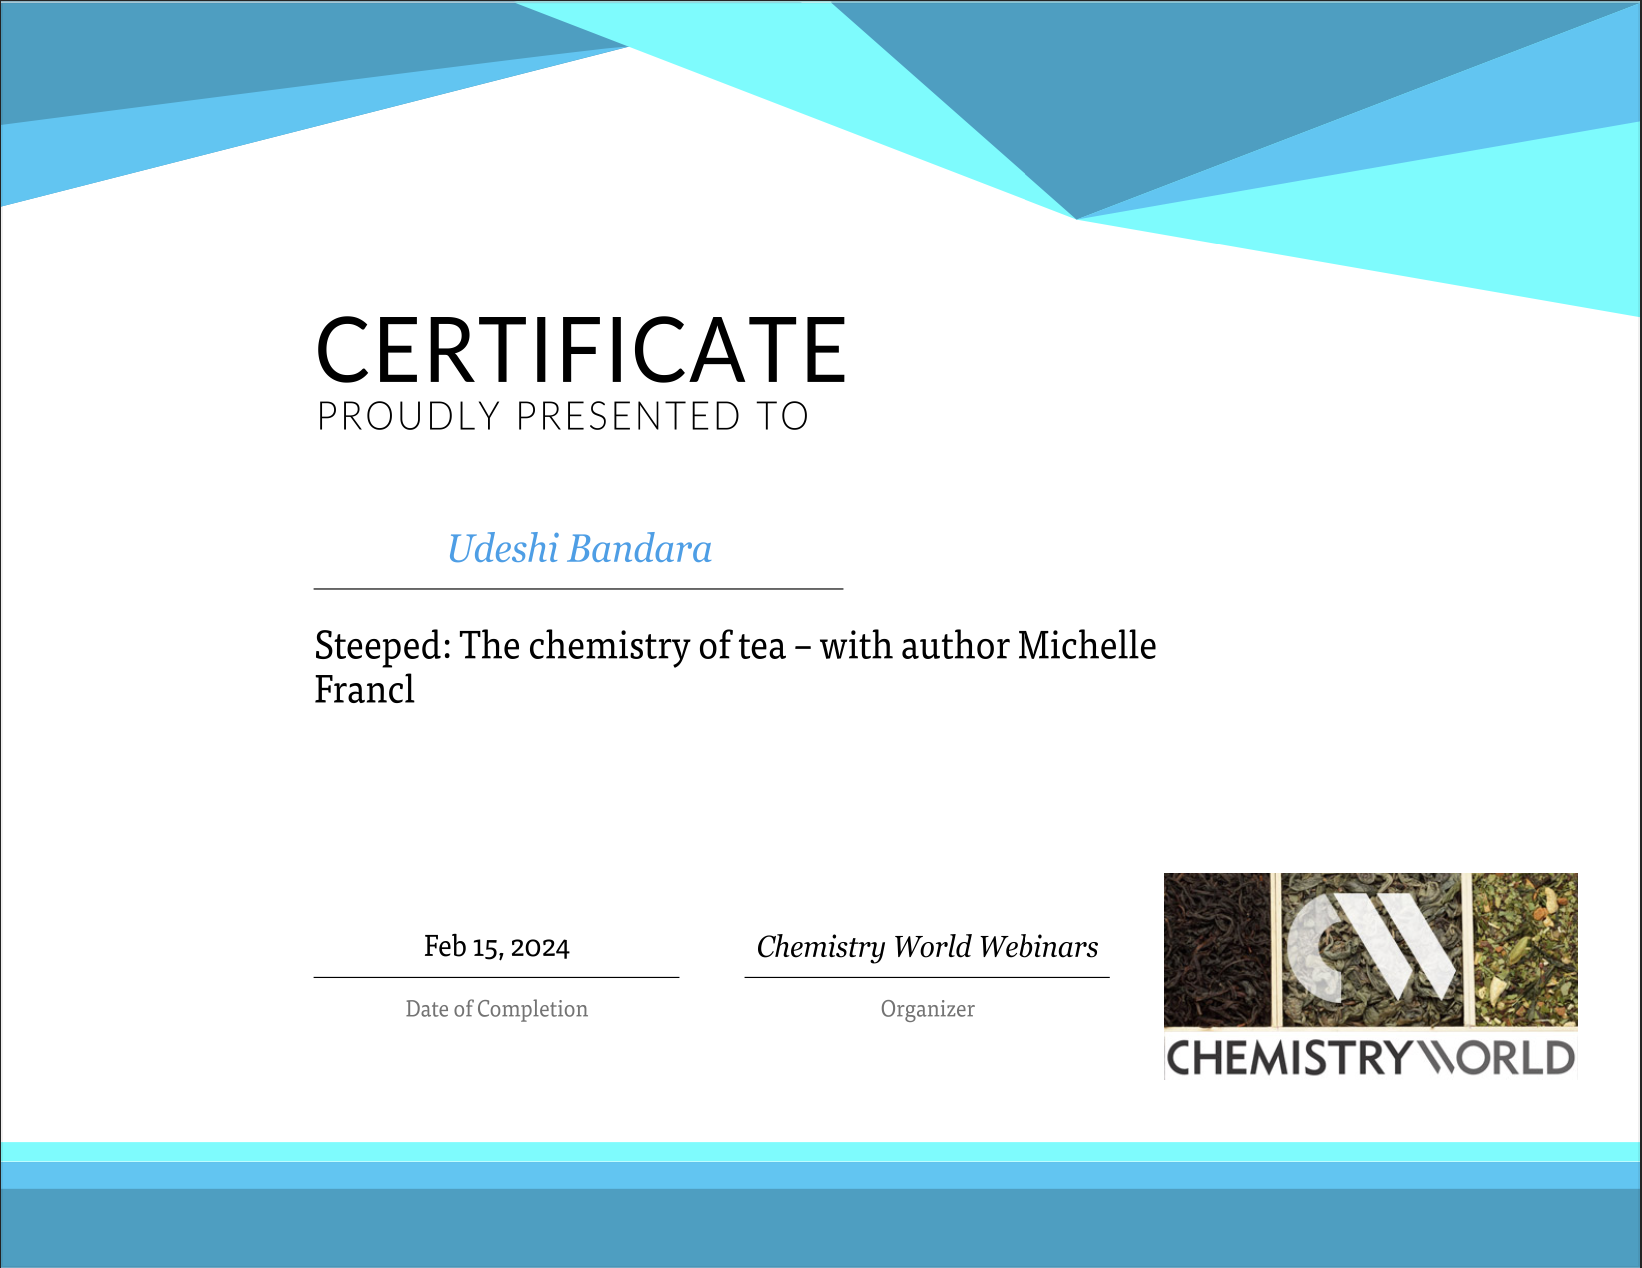 CERTIFICATE
PROUDLY PRESENTED TO
Udeshi Bandara
Steeped: The chemistry of tea – with author Michelle
Francl
Feb 15, 2024
Date of Completion
Chemistry World Webinars
Organizer
CW
CHEMISTRY WORLD